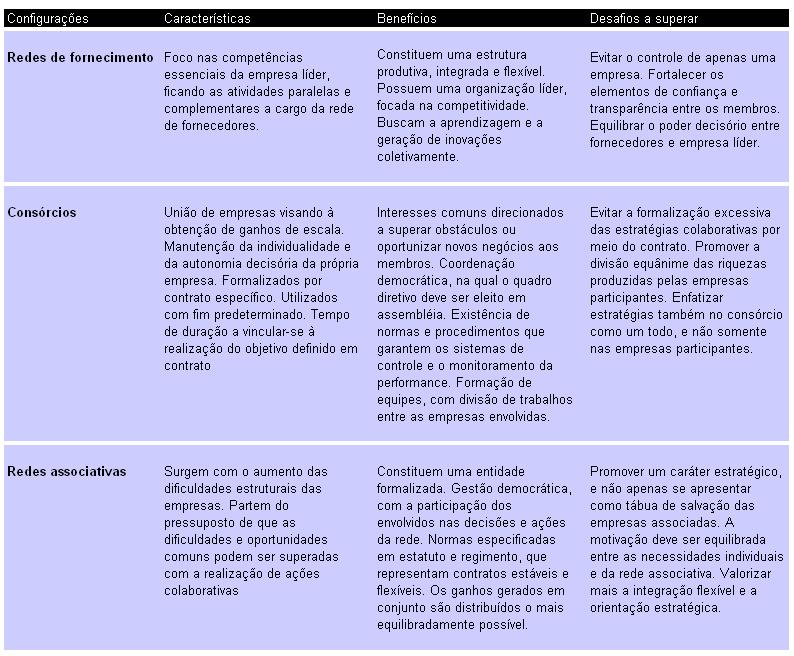 Configurações
Características
Benefícios
Desafios a superar
Redes de fornecimento
Foco nas competências
essenciais da empresa líder,
ficando as atividades paralelas e
complementares a cargo da rede
de fornecedores.
Constituem uma estrutura
produtiva, integrada e flexível.
Possuem uma organização líder,
focada na competitividade.
Buscam a aprendizagem e a
geração de inovações
coletivamente.
Evitar o controle de apenas uma
empresa. Fortalecer os
elementos de confiança e
transparência entre os membros.
Equilibrar o poder decisório entre
fornecedores e empresa líder.
Consórcios
União de empresas visando à
obtenção de ganhos de escala.
Manutenção da individualidade e
da autonomia decisória da própria
empresa. Formalizados por
contrato específico. Utilizados
com fim predeterminado. Tempo
de duração a vincular-se à
realização do objetivo definido em
contrato
Interesses comuns direcionados
a superar obstáculos ou
oportunizar novos negócios aos
membros. Coordenação
democrática, na qual o quadro
diretivo deve ser eleito em
assembléia. Existência de
normas e procedimentos que
garantem os sistemas de
controle e o monitoramento da
performance. Formação de
equipes, com divisão de trabalhos
entre as empresas envolvidas.
Evitar a formalização excessiva
das estratégias colaborativas por
meio do contrato. Promover a
divisão equânime das riquezas
produzidas pelas empresas
participantes. Enfatizar
estratégias também no consórcio
como um todo, e não somente
nas empresas participantes.
Redes associativas
Surgem com o aumento das
dificuldades estruturais das
empresas. Partem do
pressuposto de que as
dificuldades e oportunidades
comuns podem ser superadas
com a realização de ações
colaborativas
Constituem uma entidade
formalizada. Gestão democrática,
com a participação dos
envolvidos nas decisões e ações
da rede. Normas especificadas
em estatuto e regimento, que
representam contratos estáveis e
flexíveis. Os ganhos gerados em
conjunto são distribuídos o mais
equilibradamente possível.
Promover um caráter estratégico,
e não apenas se apresentar
como tábua de salvação das
empresas associadas. A
motivação deve ser equilibrada
entre as necessidades individuais
e da rede associativa. Valorizar
mais a integração flexível e a
orientação estratégica.